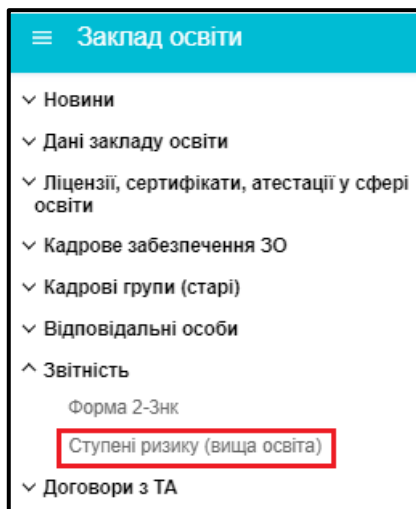 Заклад освіти
Новини
Дані закладу освіти
Ліцензії, сертифікати, атестації у сфері
освіти
Кадрове забезпечення ЗО
Кадрові групи (старі)
Відповідальні особи
Звітність
Форма 2-3нк
Ступені ризику (вища освіта)
Договори з ТА